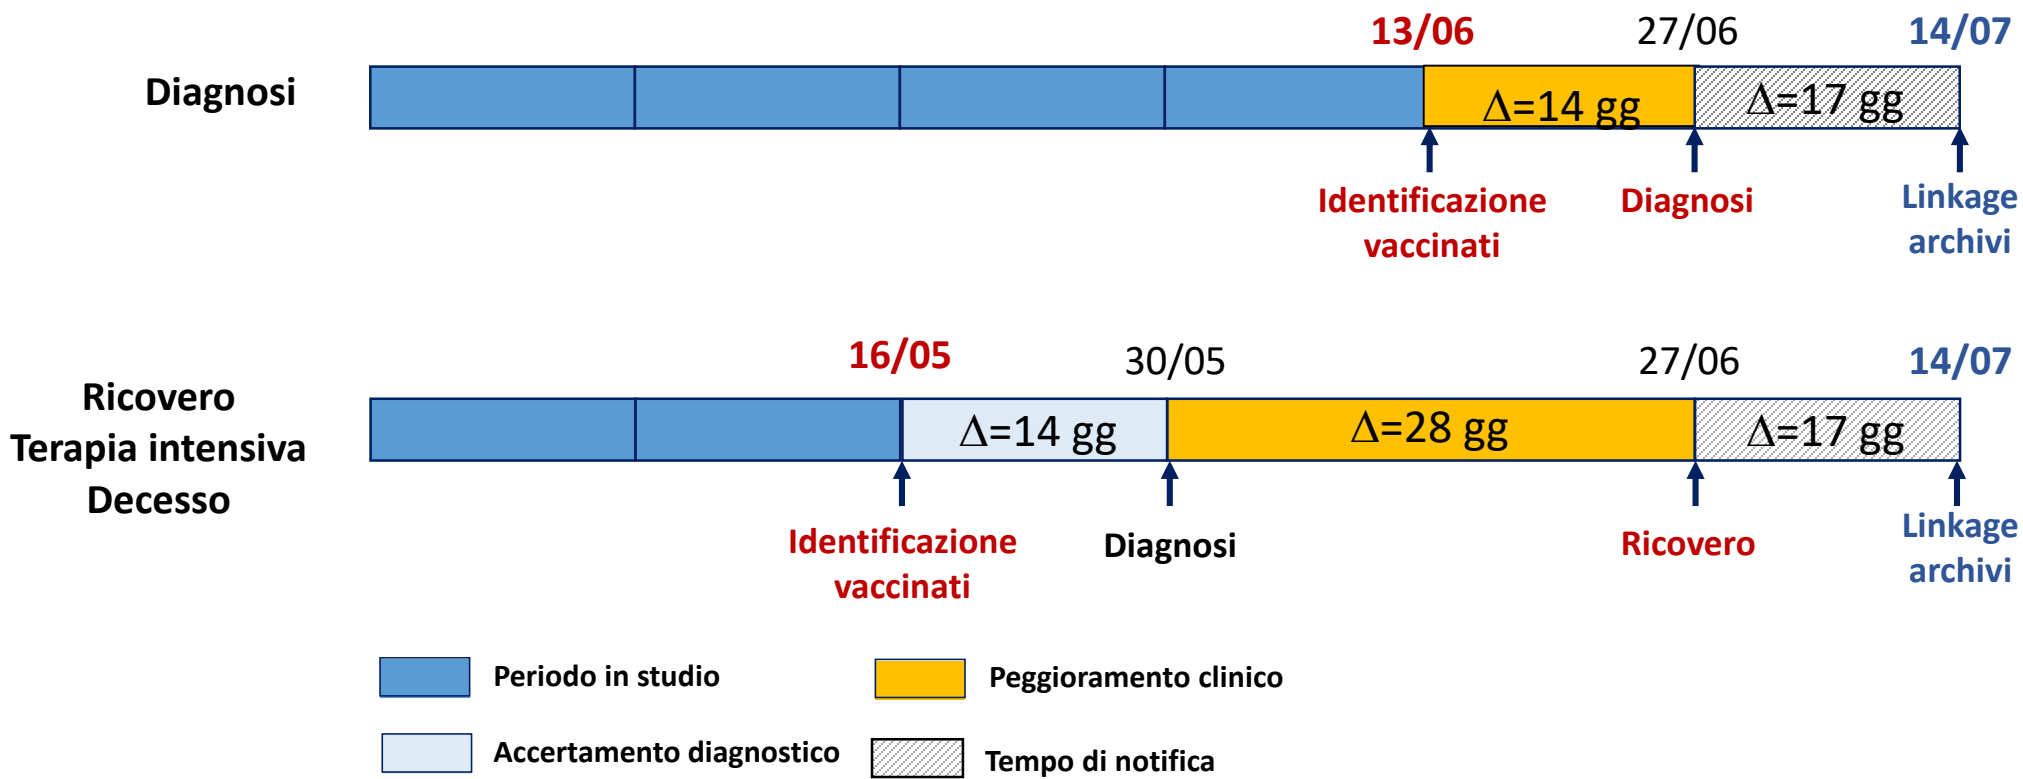 13/06 27/06 14/07
Diagnosi
Δ=14 gg Δ=17 gg
Identificazione
vaccinati
Diagnosi
Linkage
archivi
16/05 30/05 27/06 14/07
Ricovero
Terapia intensiva
Decesso
Δ=14 gg Δ=28 gg Δ=17 gg
Identificazione
vaccinati
Diagnosi
Ricovero
Linkage
archivi
Periodo in studio
Peggioramento clinico
Accertamento diagnostico
Tempo di notifica